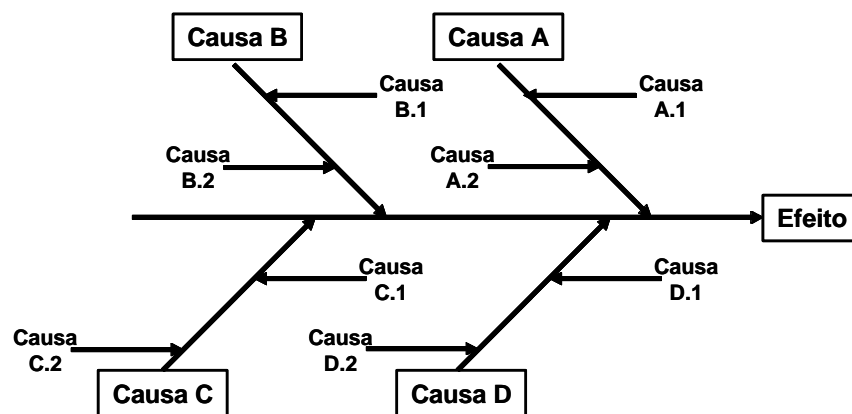 Causa B
Causa A
Causa
B.1
Causa
A.1
Causa
B.2
Causa
A.2
Efeito
Causa
C.1
Causa
D.1
Causa
C.2
Causa
D.2
Causa C
Causa D